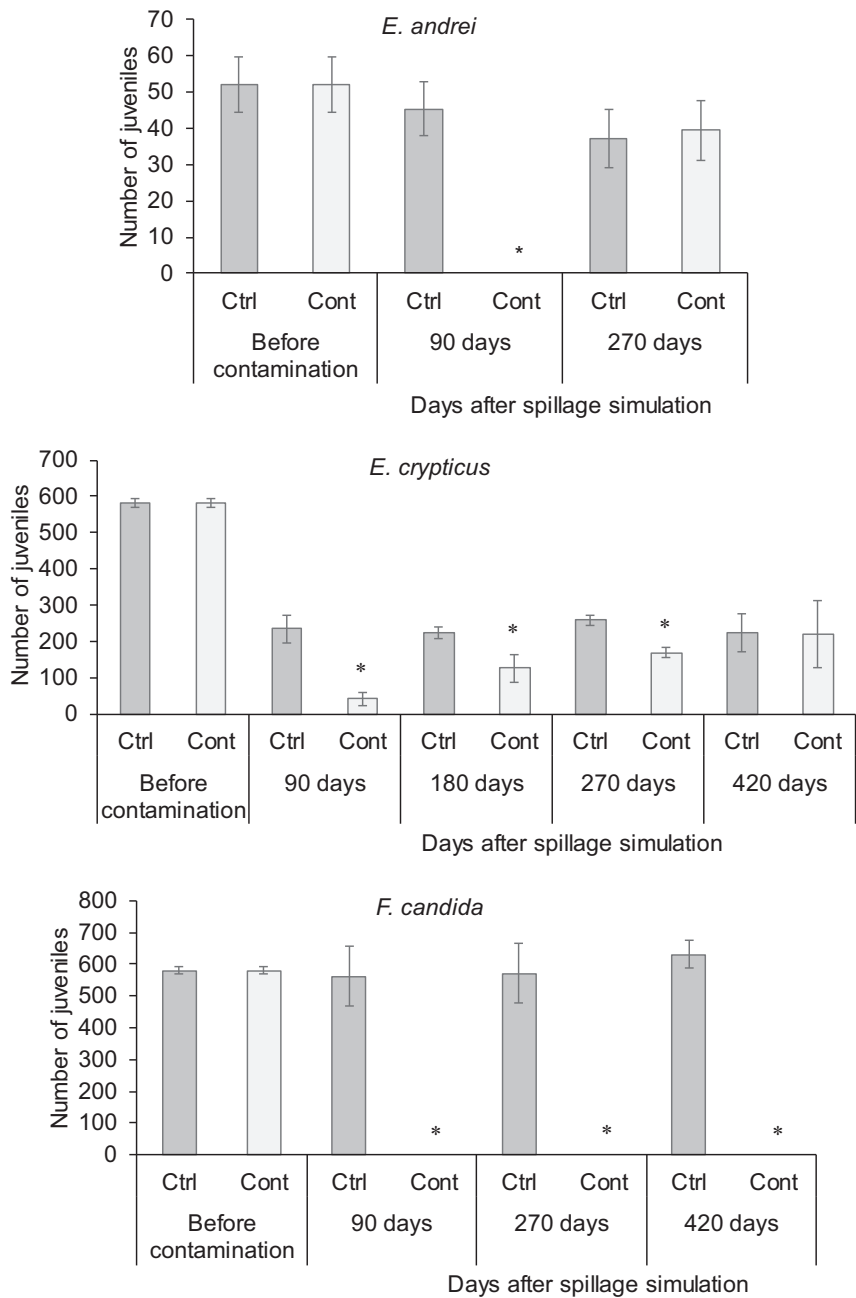 E. andrei
Number of juveniles
70
60
50
40
30
20
10
0
*
Ctrl Cont Ctrl Cont Ctrl Cont
Before contamination 90 days 270 days
Days after spillage simulation
E. crypticus
Number of juveniles
700
600
500
400
300
200
100
0
* * *
Ctrl Cont Ctrl Cont Ctrl Cont Ctrl Cont Ctrl Cont
Before contamination 90 days 180 days 270 days 420 days
Days after spillage simulation
F. candida
Number of juveniles
800
700
600
500
400
300
200
100
0
* * *
Ctrl Cont Ctrl Cont Ctrl Cont Ctrl Cont
Before contamination 90 days 270 days 420 days
Days after spillage simulation